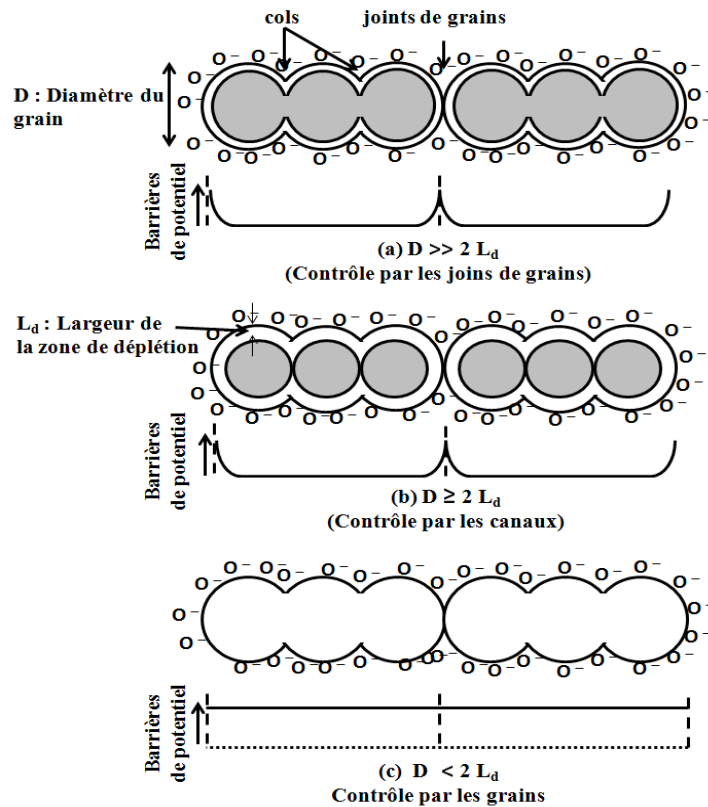 cols
joints de grains
O⁻ O⁻ O⁻ O⁻ O⁻ O⁻ O⁻ O⁻ O⁻ O⁻
D : Diamètre du
grain
Barrières
de potentiel
(a) D >> 2 Ld
(Contrôle par les joins de grains)
Ld : Largeur de
la zone de déplétion
Barrières
de potentiel
(b) D ≥ 2 Ld
(Contrôle par les canaux)
Barrières
de potentiel
(c) D < 2 Ld
Contrôle par les grains